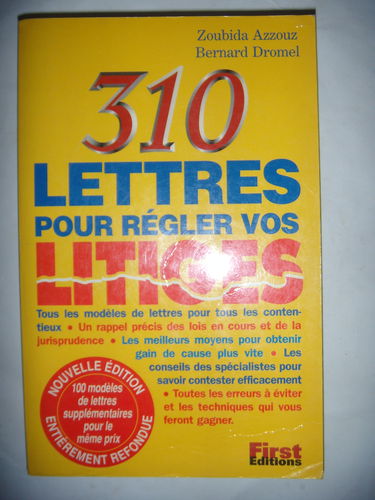 Zoubida Azzouz
Bernard Dromel
310
LETTRES
POUR RÉGLER VOS
LITIGES
Tous les modèles de lettres pour tous les conten-
tieux • Un rappel précis des lois en cours et de la
jurisprudence • Les meilleurs moyens pour obtenir
gain de cause plus vite • Les
conseils des spécialistes pour
savoir contester efficacement
• Toutes les erreurs à éviter
et les techniques qui vous
feront gagner.
NOUVELLE ÉDITION
100 modèles
de lettres
supplémentaires
pour le
même prix
ENTIÈREMENT REFONDUE
First
Editions